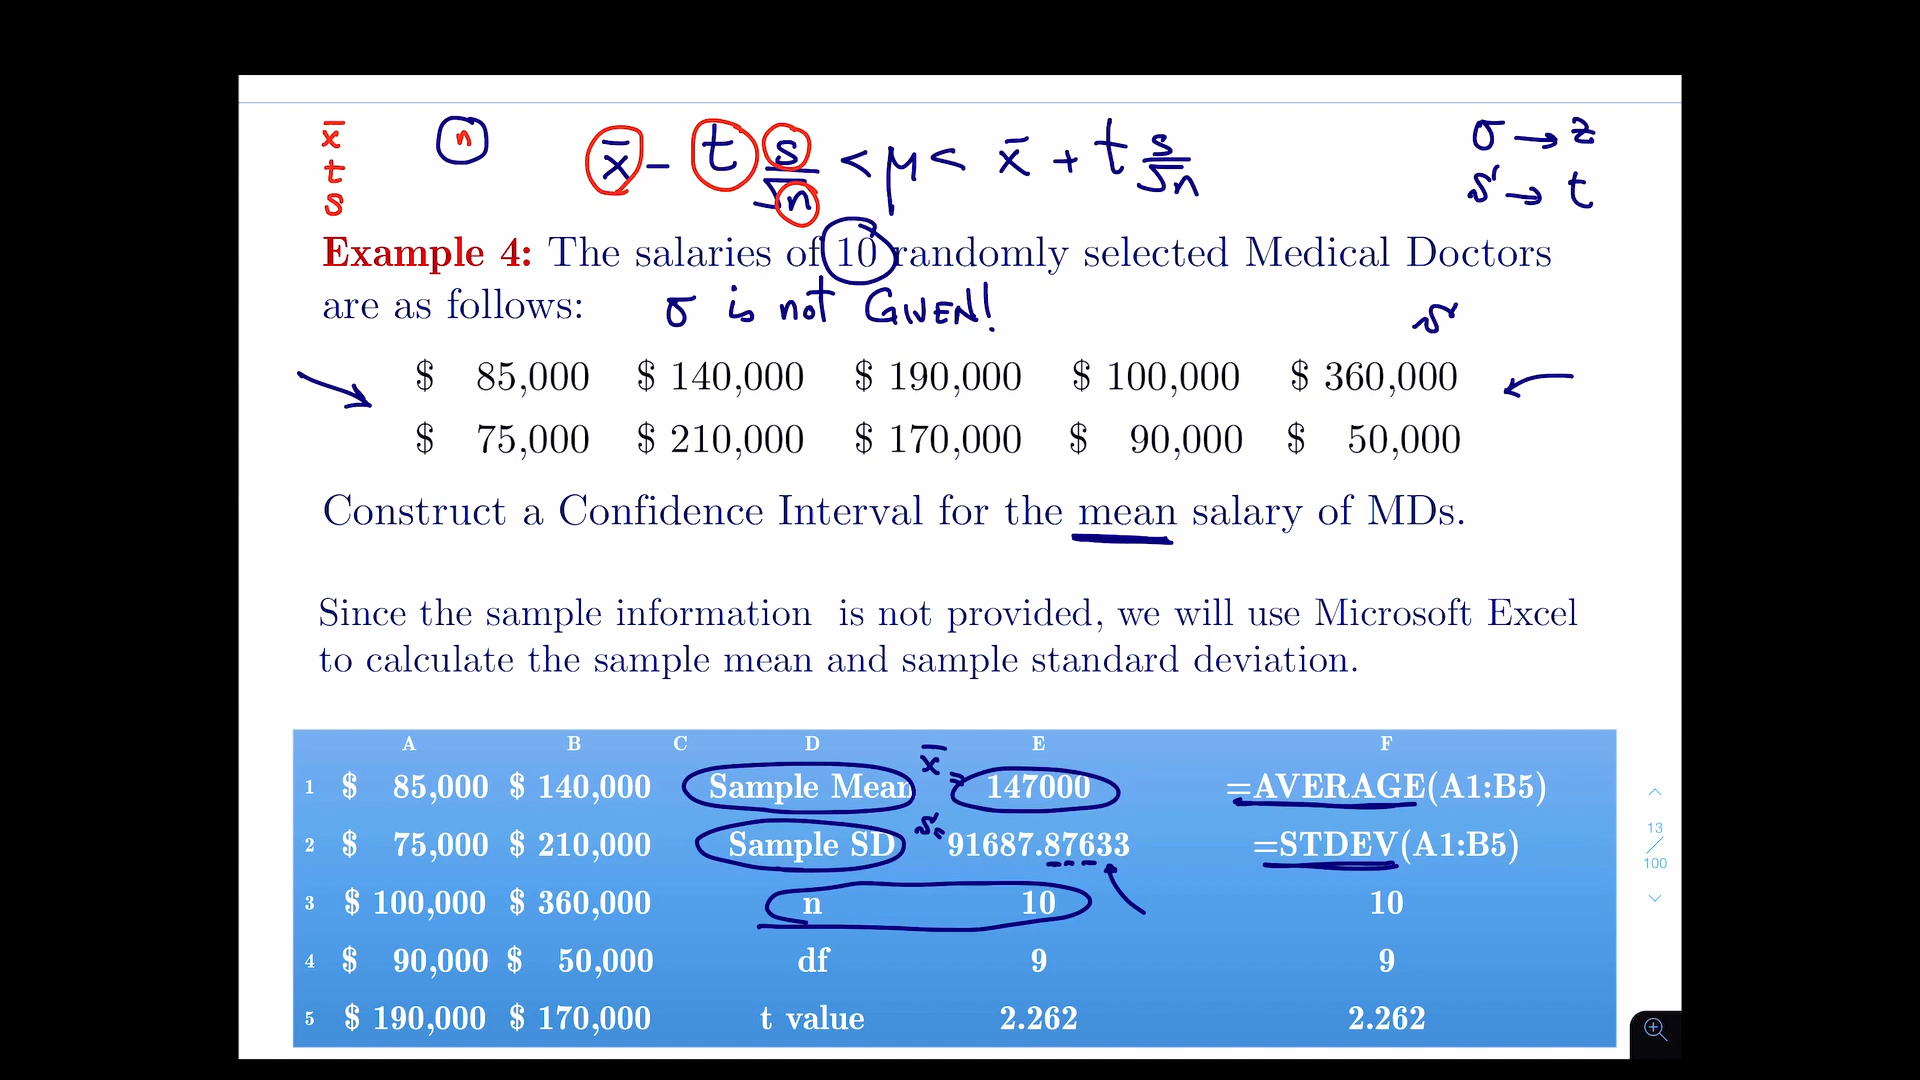 x̄ n x̄ - t s/√n < μ < x̄ + t s/√n σ → z
t s → t
s
Example 4: The salaries of 10 randomly selected Medical Doctors
are as follows: σ is not GIVEN! s
$ 85,000 $ 140,000 $ 190,000 $ 100,000 $ 360,000
$ 75,000 $ 210,000 $ 170,000 $ 90,000 $ 50,000
Construct a Confidence Interval for the mean salary of MDs.
Since the sample information is not provided, we will use Microsoft Excel
to calculate the sample mean and sample standard deviation.
A B C D E F
1 $ 85,000 $ 140,000 Sample Mean x̄ = 147000 =AVERAGE(A1:B5)
2 $ 75,000 $ 210,000 Sample SD s = 91687.87633 =STDEV(A1:B5)
3 $ 100,000 $ 360,000 n 10 10
4 $ 90,000 $ 50,000 df 9 9
5 $ 190,000 $ 170,000 t value 2.262 2.262
13
/
100